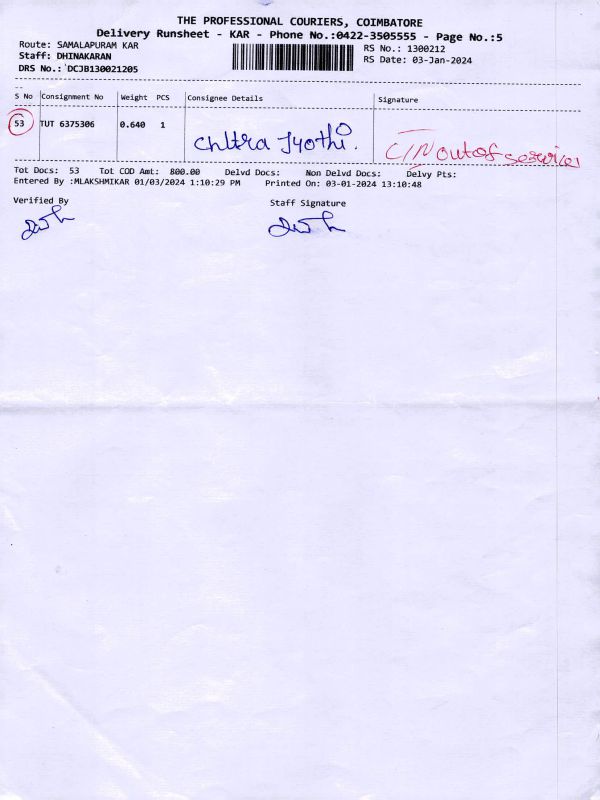 THE PROFESSIONAL COURIERS, COIMBATORE
Delivery Runsheet - KAR - Phone No.:0422-3505555 - Page No.:5
Route: SAMALAPURAM KAR
RS No.: 1300212
Staff: DHINAKARAN
RS Date: 03-Jan-2024
DRS No.: DCJB130021205
S No Consignment No Weight PCS Consignee Details Signature
53 TUT 6375306 0.640 1 Chitra Jyothi. C/N out of service
Tot Docs: 53 Tot COD Amt: 800.00 Delvd Docs: Non Delvd Docs: Delvy Pts:
Entered By :MLAKSHMIKAR 01/03/2024 1:10:29 PM Printed On: 03-01-2024 13:10:48
Verified By Staff Signature